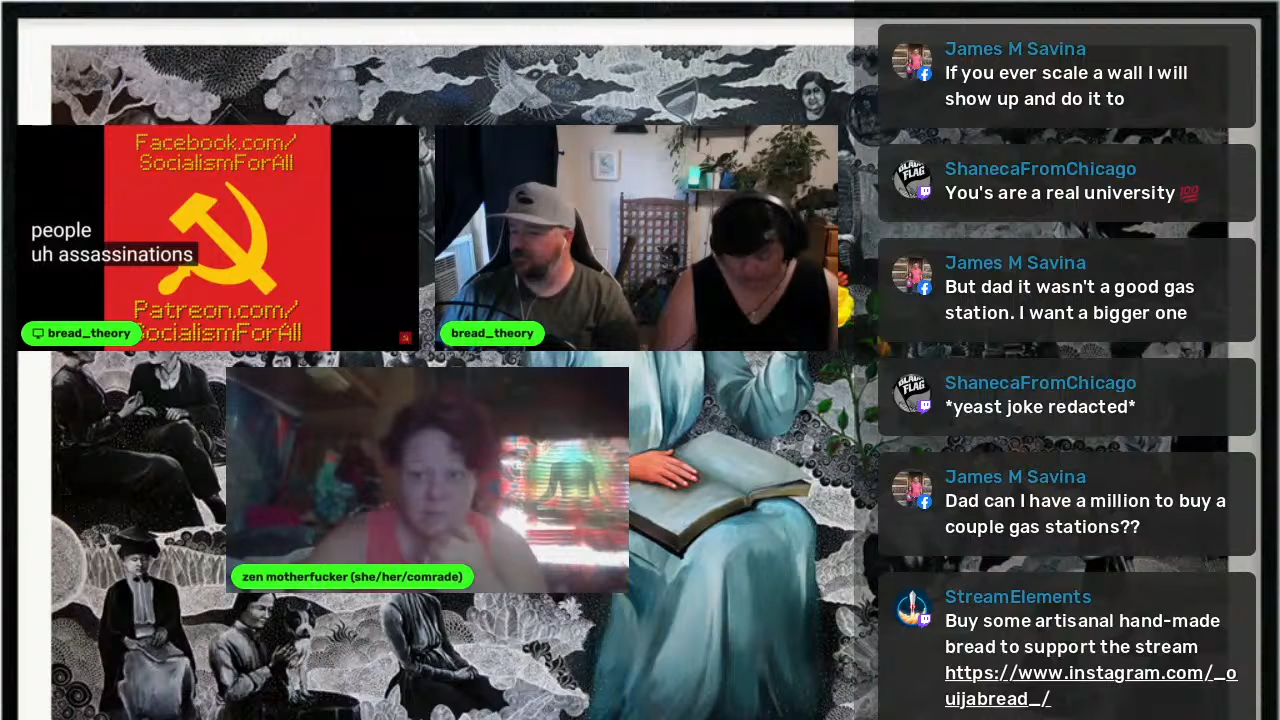 Facebook.com/
SocialismForAll
people
uh assassinations
Patreon.com/
SocialismForAll
bread_theory
bread_theory
zen motherfucker (she/her/comrade)
James M Savina
If you ever scale a wall I will
show up and do it to
ShanecaFromChicago
You's are a real university 💯
James M Savina
But dad it wasn't a good gas
station. I want a bigger one
ShanecaFromChicago
*yeast joke redacted*
James M Savina
Dad can I have a million to buy a
couple gas stations??
StreamElements
Buy some artisanal hand-made
bread to support the stream
https://www.instagram.com/_o
uijabread_/